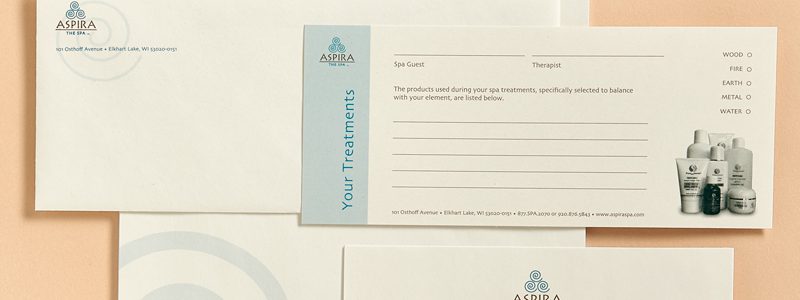 ASPIRA
THE SPA
101 Osthoff Avenue • Elkhart Lake, WI 53020-0151
ASPIRA
THE SPA
Your Treatments
Spa Guest
Therapist
The products used during your spa treatments, specifically selected to balance
with your element, are listed below.
WOOD
FIRE
EARTH
METAL
WATER
101 Osthoff Avenue • Elkhart Lake, WI 53020-0151 • 877.SPA.2070 or 920.876.5843 • www.aspiraspa.com
ASPIRA